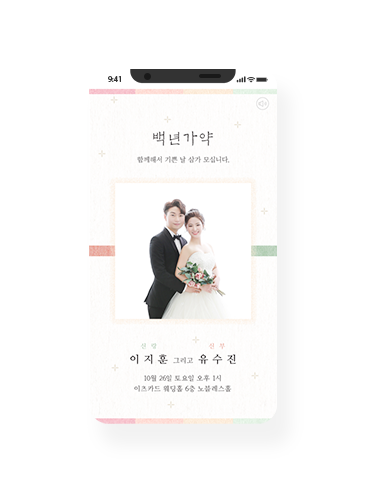 9:41
백년가약
함께해서 기쁜 날 삼가 모십니다.
신랑 신부
이지훈 그리고 유수진
10월 26일 토요일 오후 1시
이즈카드 웨딩홀 6층 노블레스홀